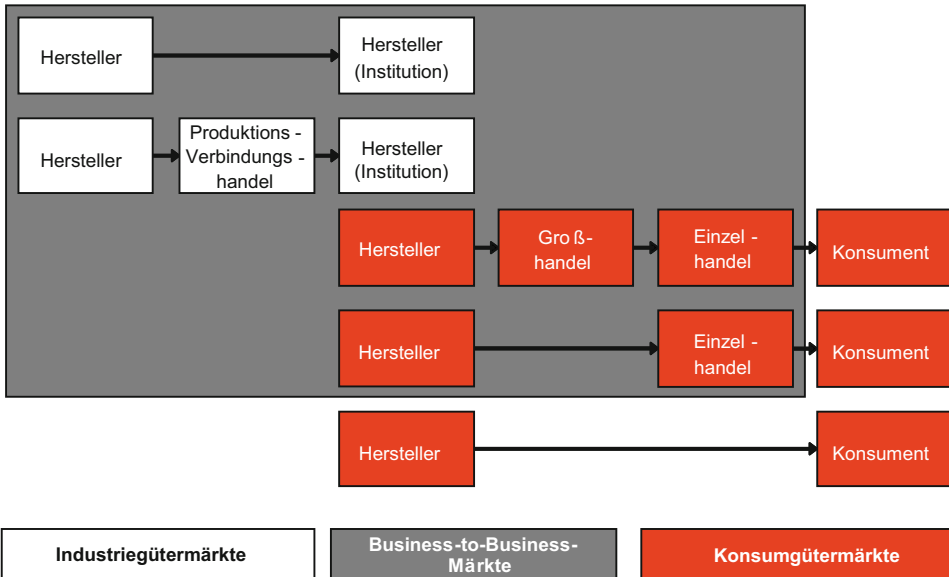 Hersteller
Hersteller
(Institution)
Hersteller
Produktions -
Verbindungs -
handel
Hersteller
(Institution)
Hersteller
Gro ß-
handel
Einzel -
handel
Konsument
Hersteller
Einzel -
handel
Konsument
Hersteller
Konsument
Industriegütermärkte
Business-to-Business-
Märkte
Konsumgütermärkte